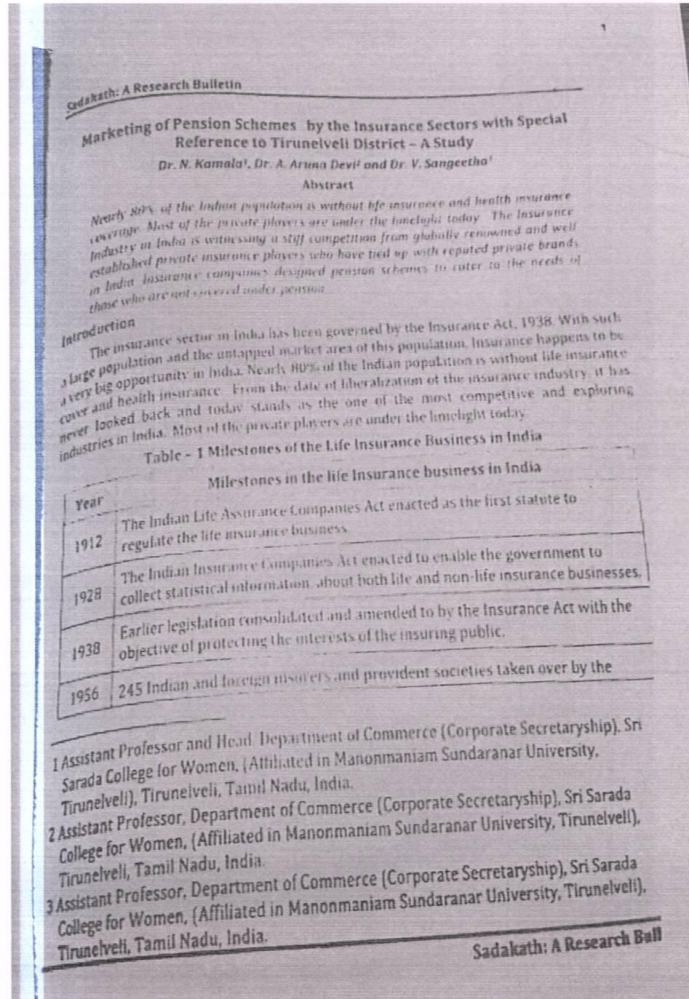 1
Sadakath: A Research Bulletin
Marketing of Pension Schemes by the Insurance Sectors with Special
Reference to Tirunelveli District – A Study
Dr. N. Kamala¹, Dr. A. Aruna Devi² and Dr. V. Sangeetha³
Abstract
Nearly 80% of the Indian population is without life insurance and health insurance
coverage. Most of the private players are under the limelight today. The Insurance
Industry in India is witnessing a stiff competition from globally renowned and well
established private insurance players who have tied up with reputed private brands
in India. Insurance companies designed pension schemes to cater to the needs of
those who are not covered under pension.
Introduction
The insurance sector in India has been governed by the Insurance Act, 1938. With such
a large population and the untapped market area of this population, Insurance happens to be
a very big opportunity in India. Nearly 80% of the Indian population is without life insurance
cover and health insurance. From the date of liberalization of the insurance industry, it has
never looked back and today stands as the one of the most competitive and exploring
industries in India. Most of the private players are under the limelight today.
Table – 1 Milestones of the Life Insurance Business in India
Year Milestones in the life Insurance business in India
1912 The Indian Life Assurance Companies Act enacted as the first statute to
regulate the life insurance business.
1928 The Indian Insurance Companies Act enacted to enable the government to
collect statistical information, about both life and non-life insurance businesses.
1938 Earlier legislation consolidated and amended to by the Insurance Act with the
objective of protecting the interests of the insuring public.
1956 245 Indian and foreign insurers and provident societies taken over by the
1 Assistant Professor and Head, Department of Commerce (Corporate Secretaryship), Sri
Sarada College for Women, (Affiliated in Manonmaniam Sundaranar University,
Tirunelveli), Tirunelveli, Tamil Nadu, India.
2 Assistant Professor, Department of Commerce (Corporate Secretaryship), Sri Sarada
College for Women, (Affiliated in Manonmaniam Sundaranar University, Tirunelveli),
Tirunelveli, Tamil Nadu, India.
3 Assistant Professor, Department of Commerce (Corporate Secretaryship), Sri Sarada
College for Women, (Affiliated in Manonmaniam Sundaranar University, Tirunelveli),
Tirunelveli, Tamil Nadu, India.
Sadakath: A Research Bull